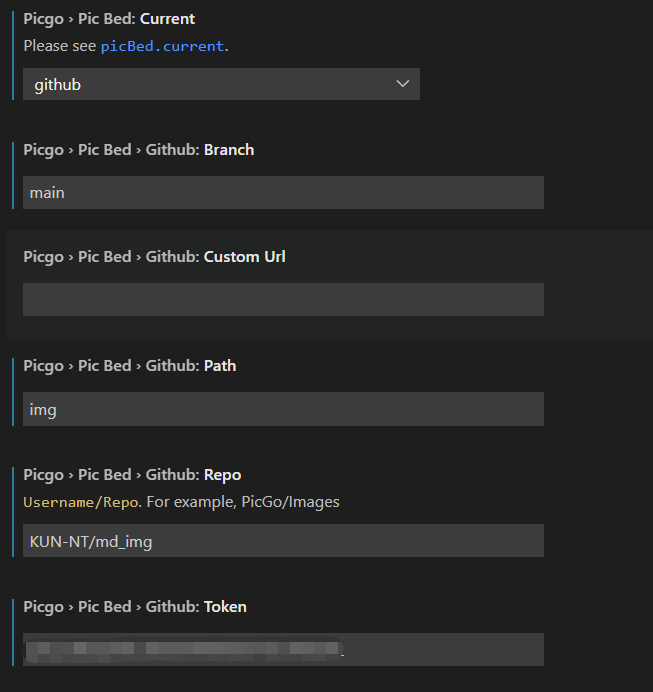 Picgo › Pic Bed: Current
Please see picBed.current.
github
Picgo › Pic Bed › Github: Branch
main
Picgo › Pic Bed › Github: Custom Url
Picgo › Pic Bed › Github: Path
img
Picgo › Pic Bed › Github: Repo
Username/Repo. For example, PicGo/Images
KUN-NT/md_img
Picgo › Pic Bed › Github: Token